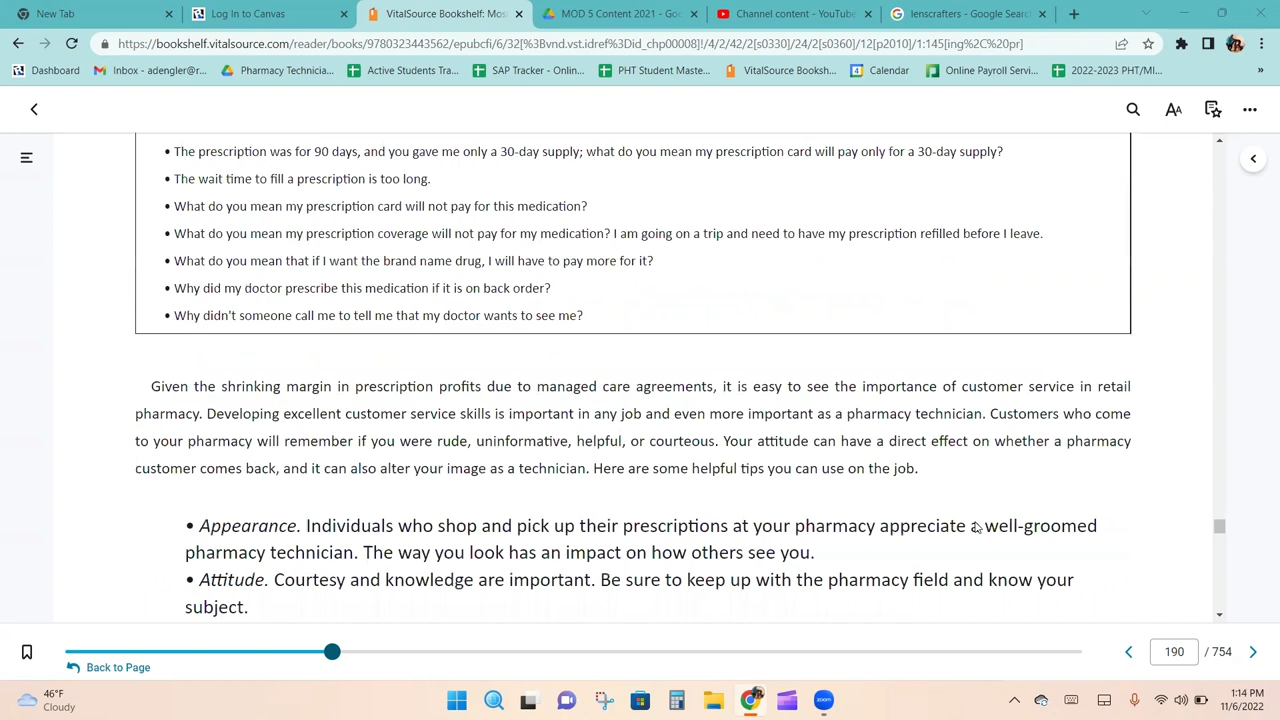 New Tab
Log In to Canvas
VitalSource Bookshelf: Mos
MOD 5 Content 2021 - Goo
Channel content - YouTube
lenscrafters - Google Searc
https://bookshelf.vitalsource.com/reader/books/9780323443562/epubcfi/6/32[%3Bvnd.vst.idref%3Did_chp00008]!/4/2/42/2[s0330]/24/2[s0360]/12[p2010]/1:145[ing%2C%20pr]
Dashboard
Inbox - adengler@r...
Pharmacy Technicia...
Active Students Tra...
SAP Tracker - Onlin...
PHT Student Maste...
VitalSource Booksh...
Calendar
Online Payroll Servi...
2022-2023 PHT/MI...
• The prescription was for 90 days, and you gave me only a 30-day supply; what do you mean my prescription card will pay only for a 30-day supply?
• The wait time to fill a prescription is too long.
• What do you mean my prescription card will not pay for this medication?
• What do you mean my prescription coverage will not pay for my medication? I am going on a trip and need to have my prescription refilled before I leave.
• What do you mean that if I want the brand name drug, I will have to pay more for it?
• Why did my doctor prescribe this medication if it is on back order?
• Why didn't someone call me to tell me that my doctor wants to see me?
Given the shrinking margin in prescription profits due to managed care agreements, it is easy to see the importance of customer service in retail
pharmacy. Developing excellent customer service skills is important in any job and even more important as a pharmacy technician. Customers who come
to your pharmacy will remember if you were rude, uninformative, helpful, or courteous. Your attitude can have a direct effect on whether a pharmacy
customer comes back, and it can also alter your image as a technician. Here are some helpful tips you can use on the job.
• Appearance. Individuals who shop and pick up their prescriptions at your pharmacy appreciate a well-groomed
pharmacy technician. The way you look has an impact on how others see you.
• Attitude. Courtesy and knowledge are important. Be sure to keep up with the pharmacy field and know your
subject.
190 / 754
Back to Page
46°F
Cloudy
zoom
1:14 PM
11/6/2022